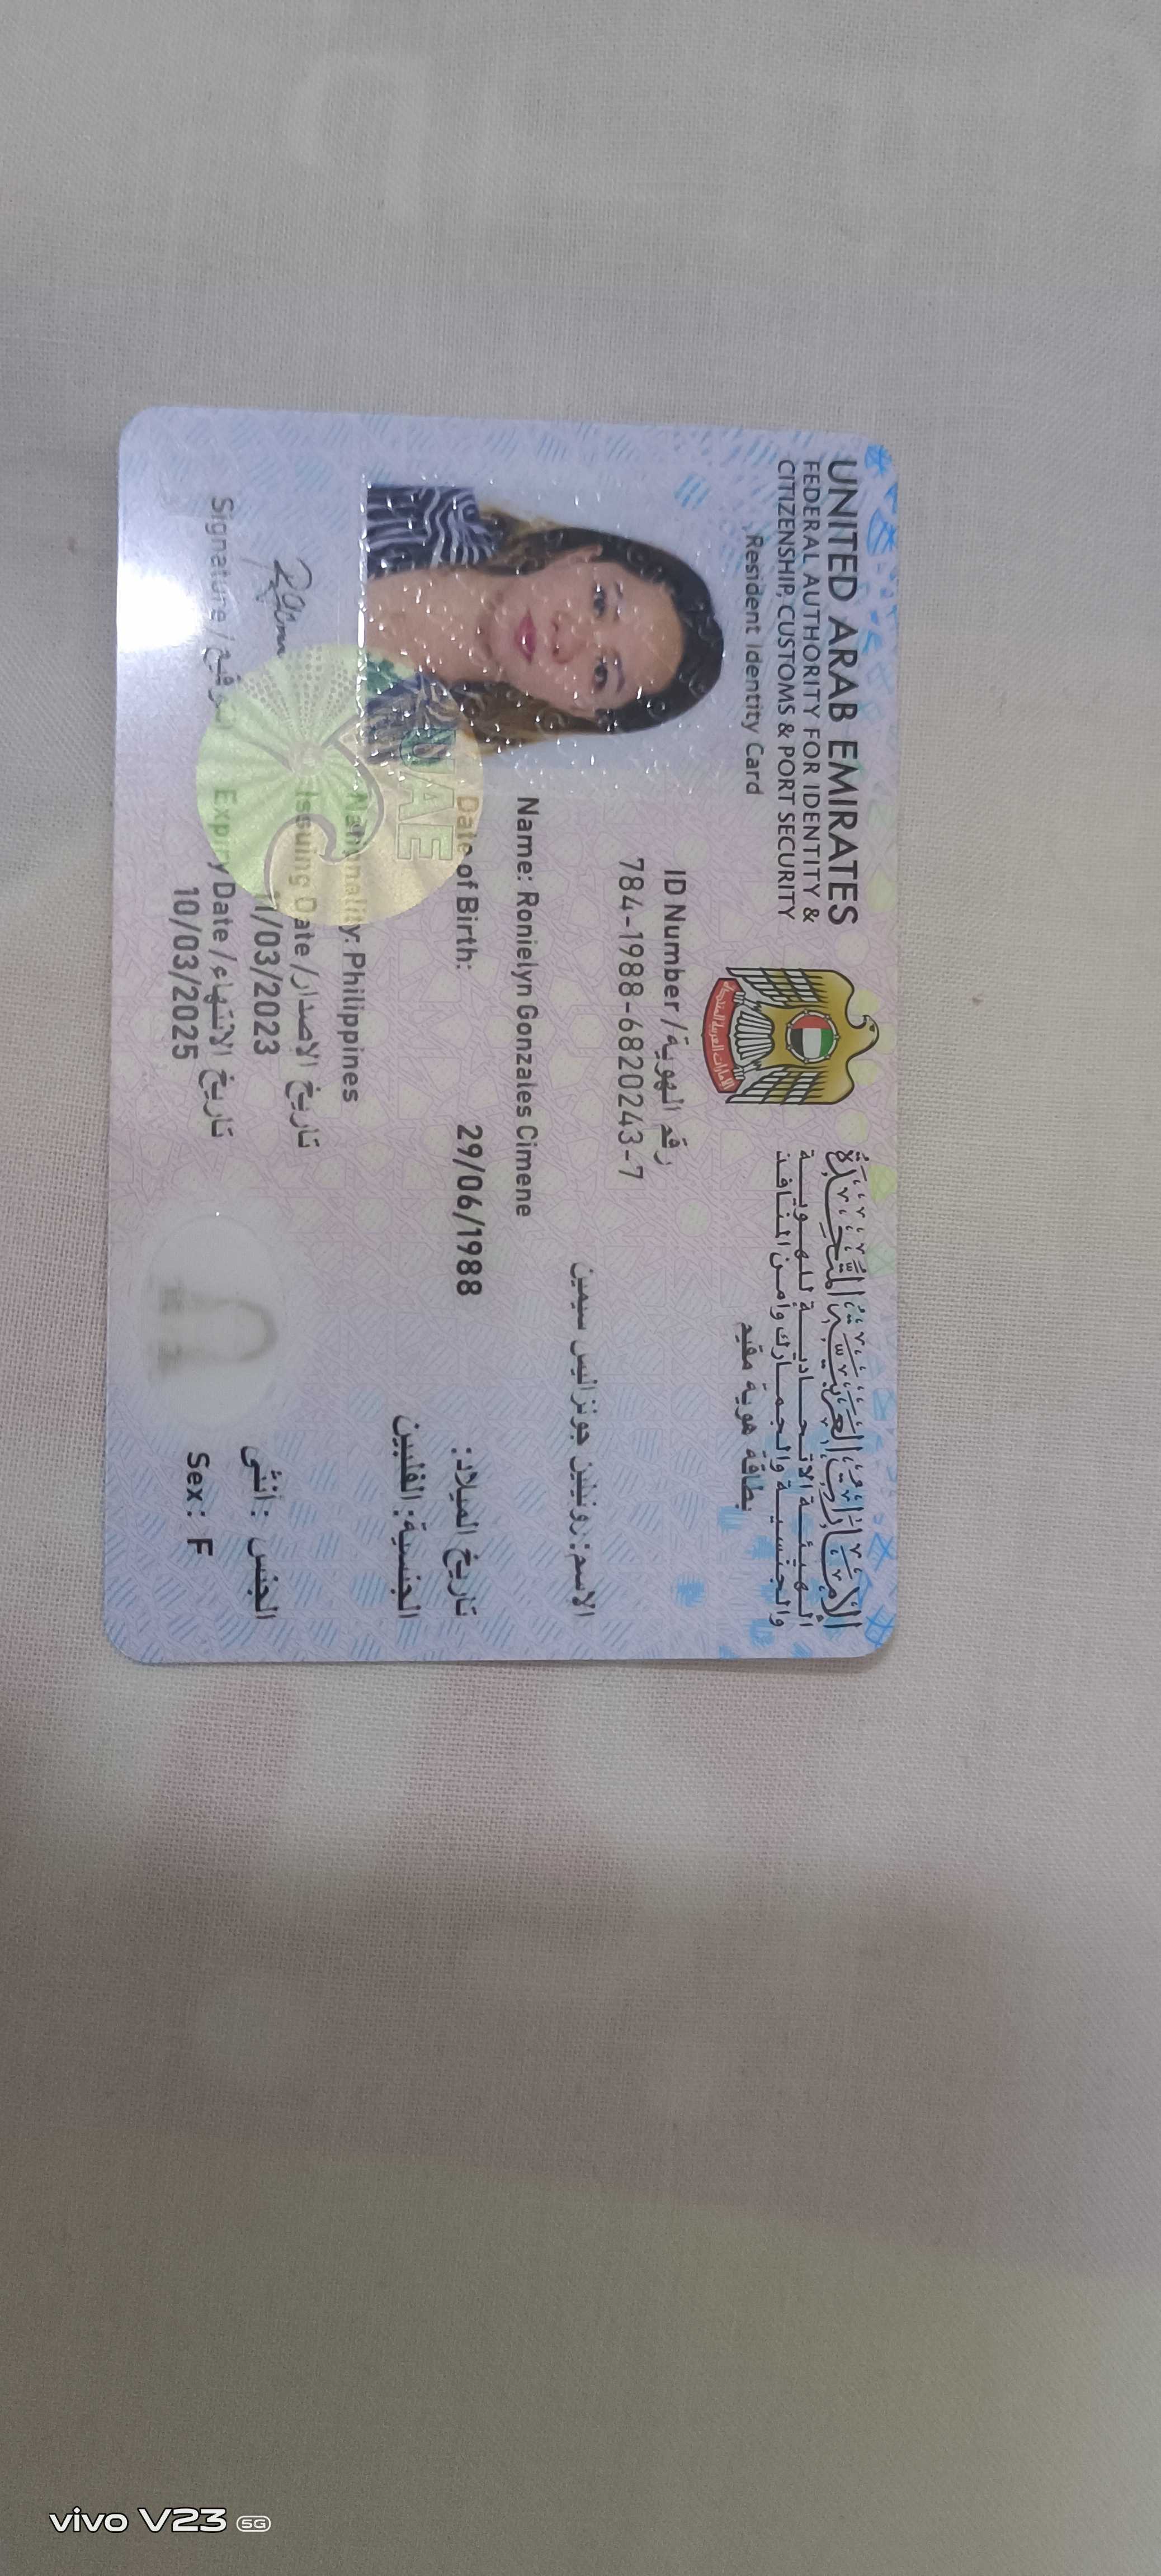 UNITED ARAB EMIRATES
FEDERAL AUTHORITY FOR IDENTITY &
CITIZENSHIP, CUSTOMS & PORT SECURITY
Resident Identity Card
الإمارات العربية المتحدة
الهيئة الاتحادية للهوية
والجنسية والجمارك وأمن المنافذ
بطاقة هوية مقيم
الإمارات العربية المتحدة
ID Number / رقم الهوية
784-1988-6820243-7
الاسم: رونيلين جونزاليس سيمين
Name: Ronielyn Gonzales Cimene
Date of Birth: 29/06/1988 تاريخ الميلاد:
Nationality: Philippines الجنسية: الفلبين
UAE
Issuing Date / تاريخ الإصدار
11/03/2023
Expiry Date / تاريخ الانتهاء
10/03/2025
Signature / التوقيع
الجنس : أنثى
Sex : F
vivo V23 5G